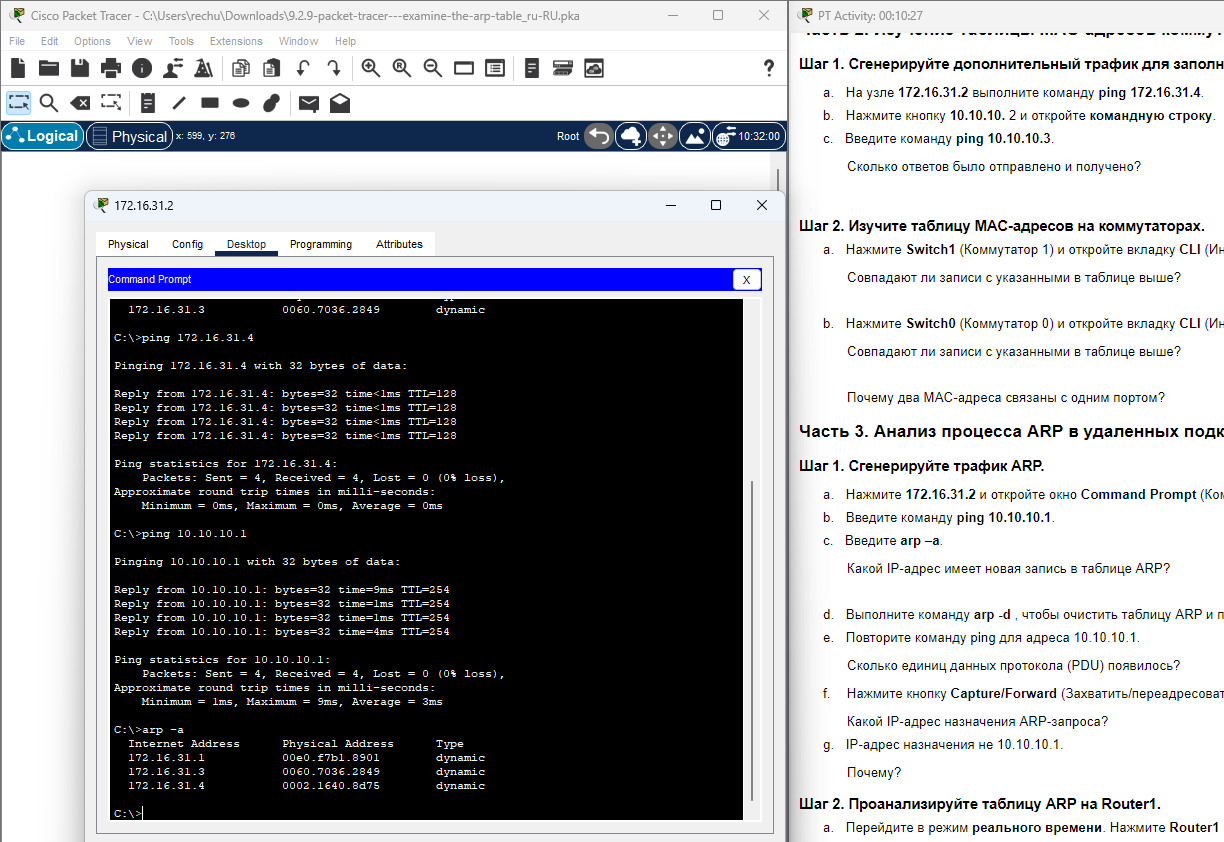 Cisco Packet Tracer - C:\Users\rechu\Downloads\9.2.9-packet-tracer---examine-the-arp-table_ru-RU.pka
File Edit Options View Tools Extensions Window Help
?
Logical Physical x: 599, y: 276 Root 10:32:00
172.16.31.2
Physical Config Desktop Programming Attributes
Command Prompt X
172.16.31.3 0060.7036.2849 dynamic
C:\>ping 172.16.31.4
Pinging 172.16.31.4 with 32 bytes of data:
Reply from 172.16.31.4: bytes=32 time<1ms TTL=128
Reply from 172.16.31.4: bytes=32 time<1ms TTL=128
Reply from 172.16.31.4: bytes=32 time<1ms TTL=128
Reply from 172.16.31.4: bytes=32 time<1ms TTL=128
Ping statistics for 172.16.31.4:
Packets: Sent = 4, Received = 4, Lost = 0 (0% loss),
Approximate round trip times in milli-seconds:
Minimum = 0ms, Maximum = 0ms, Average = 0ms
C:\>ping 10.10.10.1
Pinging 10.10.10.1 with 32 bytes of data:
Reply from 10.10.10.1: bytes=32 time=9ms TTL=254
Reply from 10.10.10.1: bytes=32 time=1ms TTL=254
Reply from 10.10.10.1: bytes=32 time=1ms TTL=254
Reply from 10.10.10.1: bytes=32 time=4ms TTL=254
Ping statistics for 10.10.10.1:
Packets: Sent = 4, Received = 4, Lost = 0 (0% loss),
Approximate round trip times in milli-seconds:
Minimum = 1ms, Maximum = 9ms, Average = 3ms
C:\>arp -a
Internet Address Physical Address Type
172.16.31.1 00e0.f7b1.8901 dynamic
172.16.31.3 0060.7036.2849 dynamic
172.16.31.4 0002.1640.8d75 dynamic
C:\>
PT Activity: 00:10:27
Часть 2. Изучение таблицы MAC-адресов комму
Шаг 1. Сгенерируйте дополнительный трафик для заполн
a. На узле 172.16.31.2 выполните команду ping 172.16.31.4.
b. Нажмите кнопку 10.10.10. 2 и откройте командную строку.
c. Введите команду ping 10.10.10.3.
Сколько ответов было отправлено и получено?
Шаг 2. Изучите таблицу MAC-адресов на коммутаторах.
a. Нажмите Switch1 (Коммутатор 1) и откройте вкладку CLI (Ин
Совпадают ли записи с указанными в таблице выше?
b. Нажмите Switch0 (Коммутатор 0) и откройте вкладку CLI (Ин
Совпадают ли записи с указанными в таблице выше?
Почему два MAC-адреса связаны с одним портом?
Часть 3. Анализ процесса ARP в удаленных подк
Шаг 1. Сгенерируйте трафик ARP.
a. Нажмите 172.16.31.2 и откройте окно Command Prompt (Ком
b. Введите команду ping 10.10.10.1.
c. Введите arp –a.
Какой IP-адрес имеет новая запись в таблице ARP?
d. Выполните команду arp -d , чтобы очистить таблицу ARP и п
e. Повторите команду ping для адреса 10.10.10.1.
Сколько единиц данных протокола (PDU) появилось?
f. Нажмите кнопку Capture/Forward (Захватить/переадресоват
Какой IP-адрес назначения ARP-запроса?
g. IP-адрес назначения не 10.10.10.1.
Почему?
Шаг 2. Проанализируйте таблицу ARP на Router1.
a. Перейдите в режим реального времени. Нажмите Router1